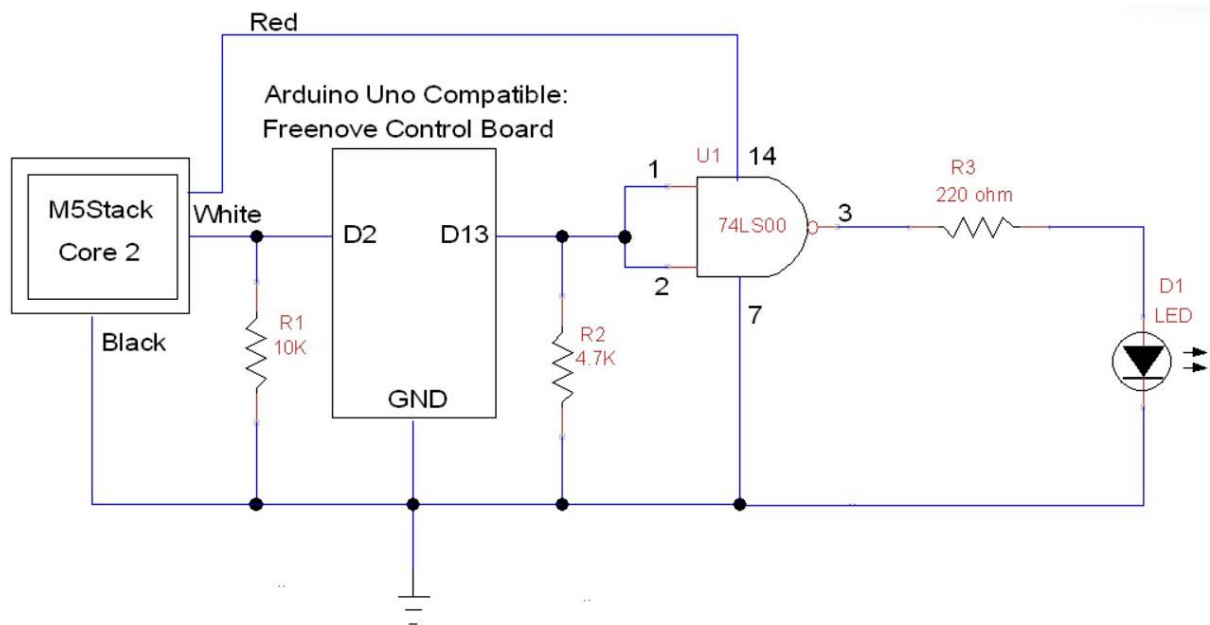 Red
Arduino Uno Compatible:
Freenove Control Board
M5Stack
Core 2
White
Black
D2
D13
GND
R1
10K
R2
4.7K
1
2
U1
14
74LS00
3
7
R3
220 ohm
D1
LED